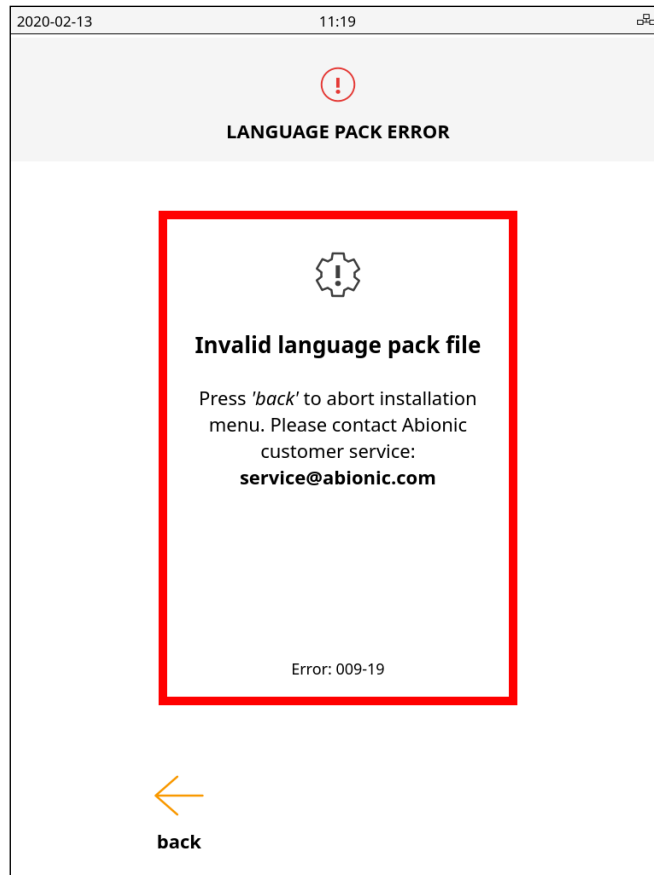 2020-02-13 11:19
LANGUAGE PACK ERROR
Invalid language pack file
Press 'back' to abort installation
menu. Please contact Abionic
customer service:
service@abionic.com
Error: 009-19
back